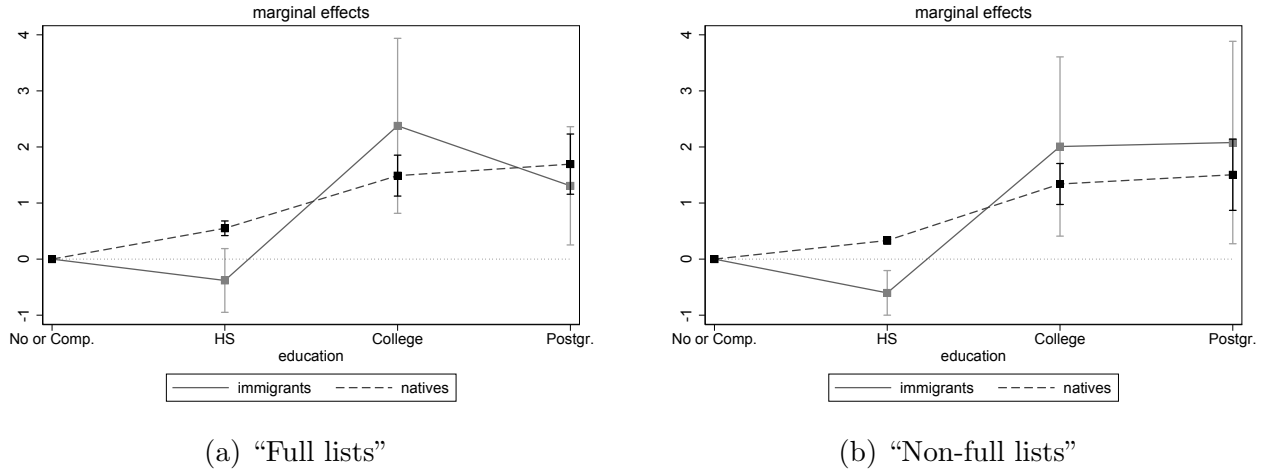 marginal effects
4
3
2
1
0
-1
No or Comp. HS College Postgr.
education
immigrants natives
(a) “Full lists”
marginal effects
4
3
2
1
0
-1
No or Comp. HS College Postgr.
education
immigrants natives
(b) “Non-full lists”